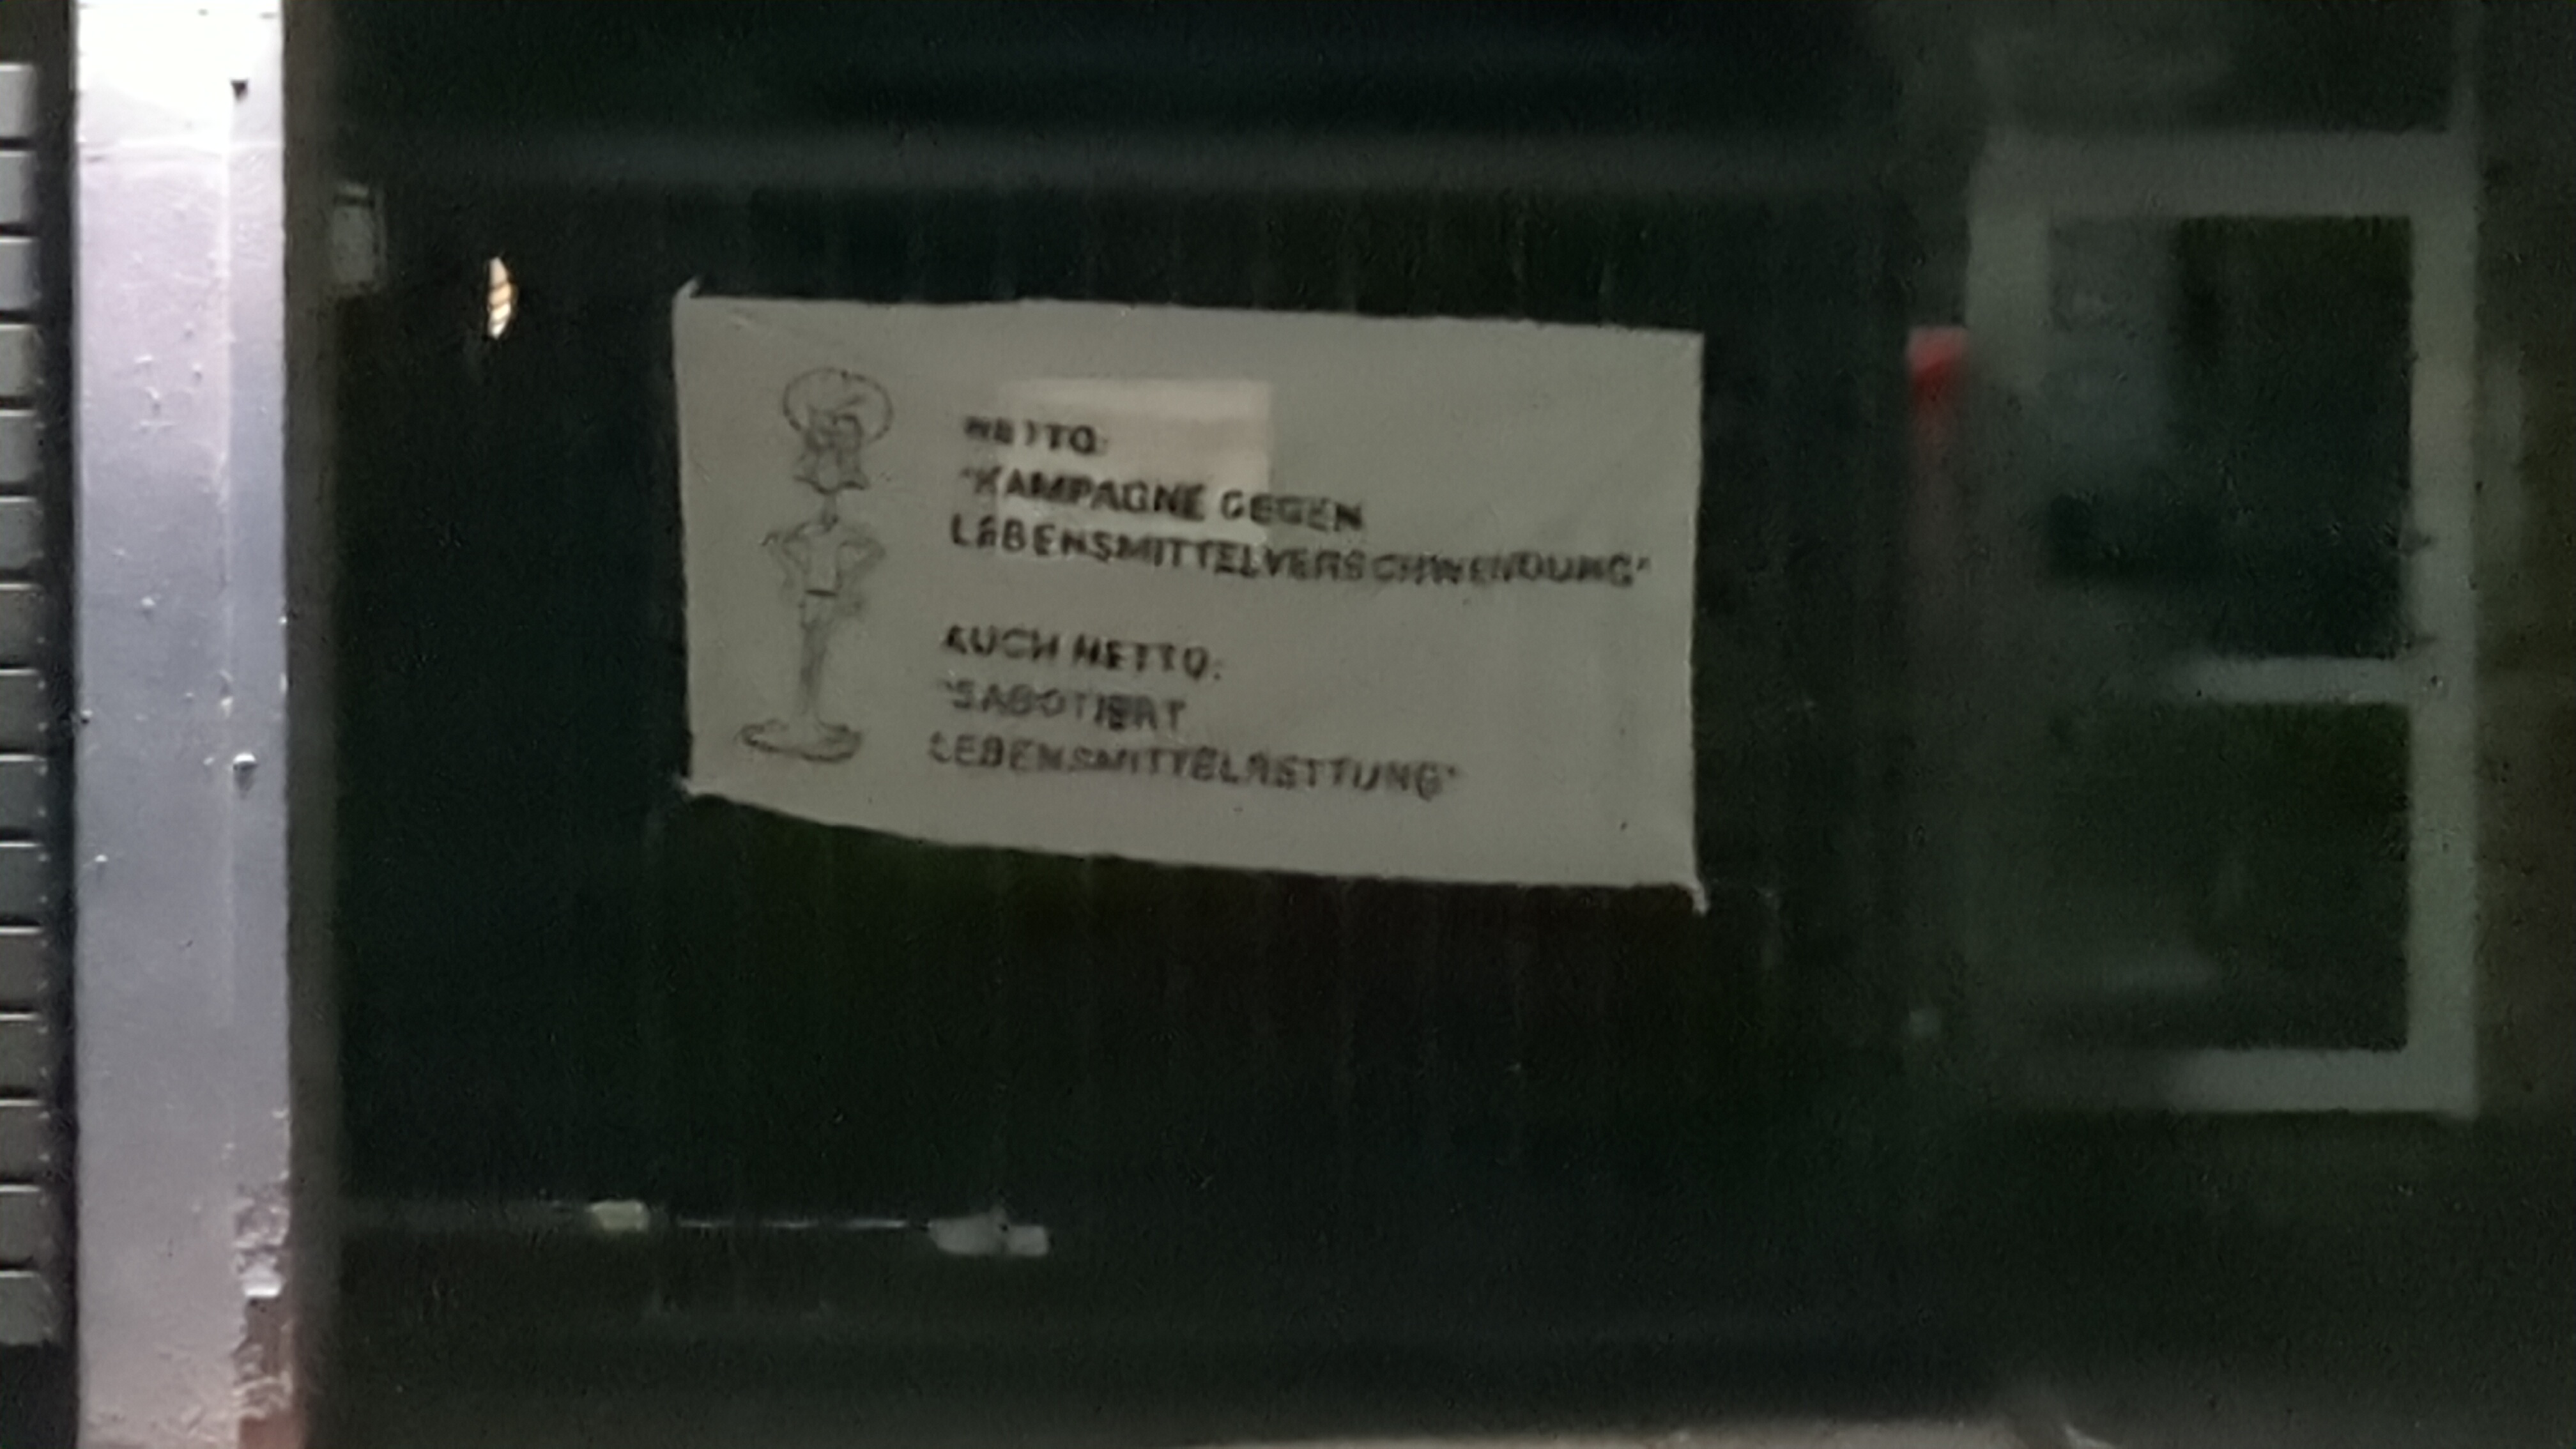 NETTO:
"KAMPAGNE GEGEN
LEBENSMITTELVERSCHWENDUNG"
AUCH NETTO:
"SABOTIERT
LEBENSMITTELRETTUNG"